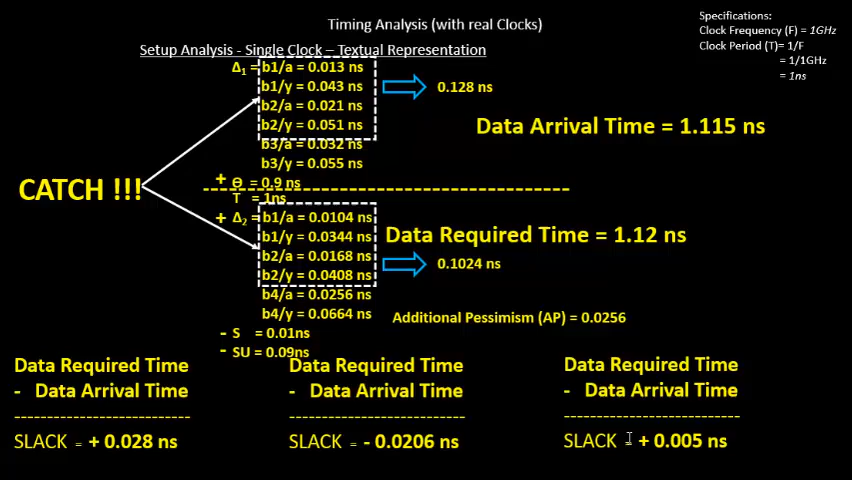 Timing Analysis (with real Clocks)
Specifications:
Clock Frequency (F) = 1GHz
Clock Period (T)= 1/F
= 1/1GHz
= 1ns
Setup Analysis - Single Clock – Textual Representation
Δ1 = b1/a = 0.013 ns
b1/y = 0.043 ns
b2/a = 0.021 ns
b2/y = 0.051 ns
b3/a = 0.032 ns
b3/y = 0.055 ns
+ Θ = 0.9 ns
0.128 ns
Data Arrival Time = 1.115 ns
CATCH !!!
---------------------------------------------
T = 1ns
+ Δ2 = b1/a = 0.0104 ns
b1/y = 0.0344 ns
b2/a = 0.0168 ns
b2/y = 0.0408 ns
b4/a = 0.0256 ns
b4/y = 0.0664 ns
- S = 0.01ns
- SU = 0.09ns
Data Required Time = 1.12 ns
0.1024 ns
Additional Pessimism (AP) = 0.0256
Data Required Time
- Data Arrival Time
--------------------------
SLACK = + 0.028 ns
Data Required Time
- Data Arrival Time
--------------------------
SLACK = - 0.0206 ns
Data Required Time
- Data Arrival Time
--------------------------
SLACK = + 0.005 ns